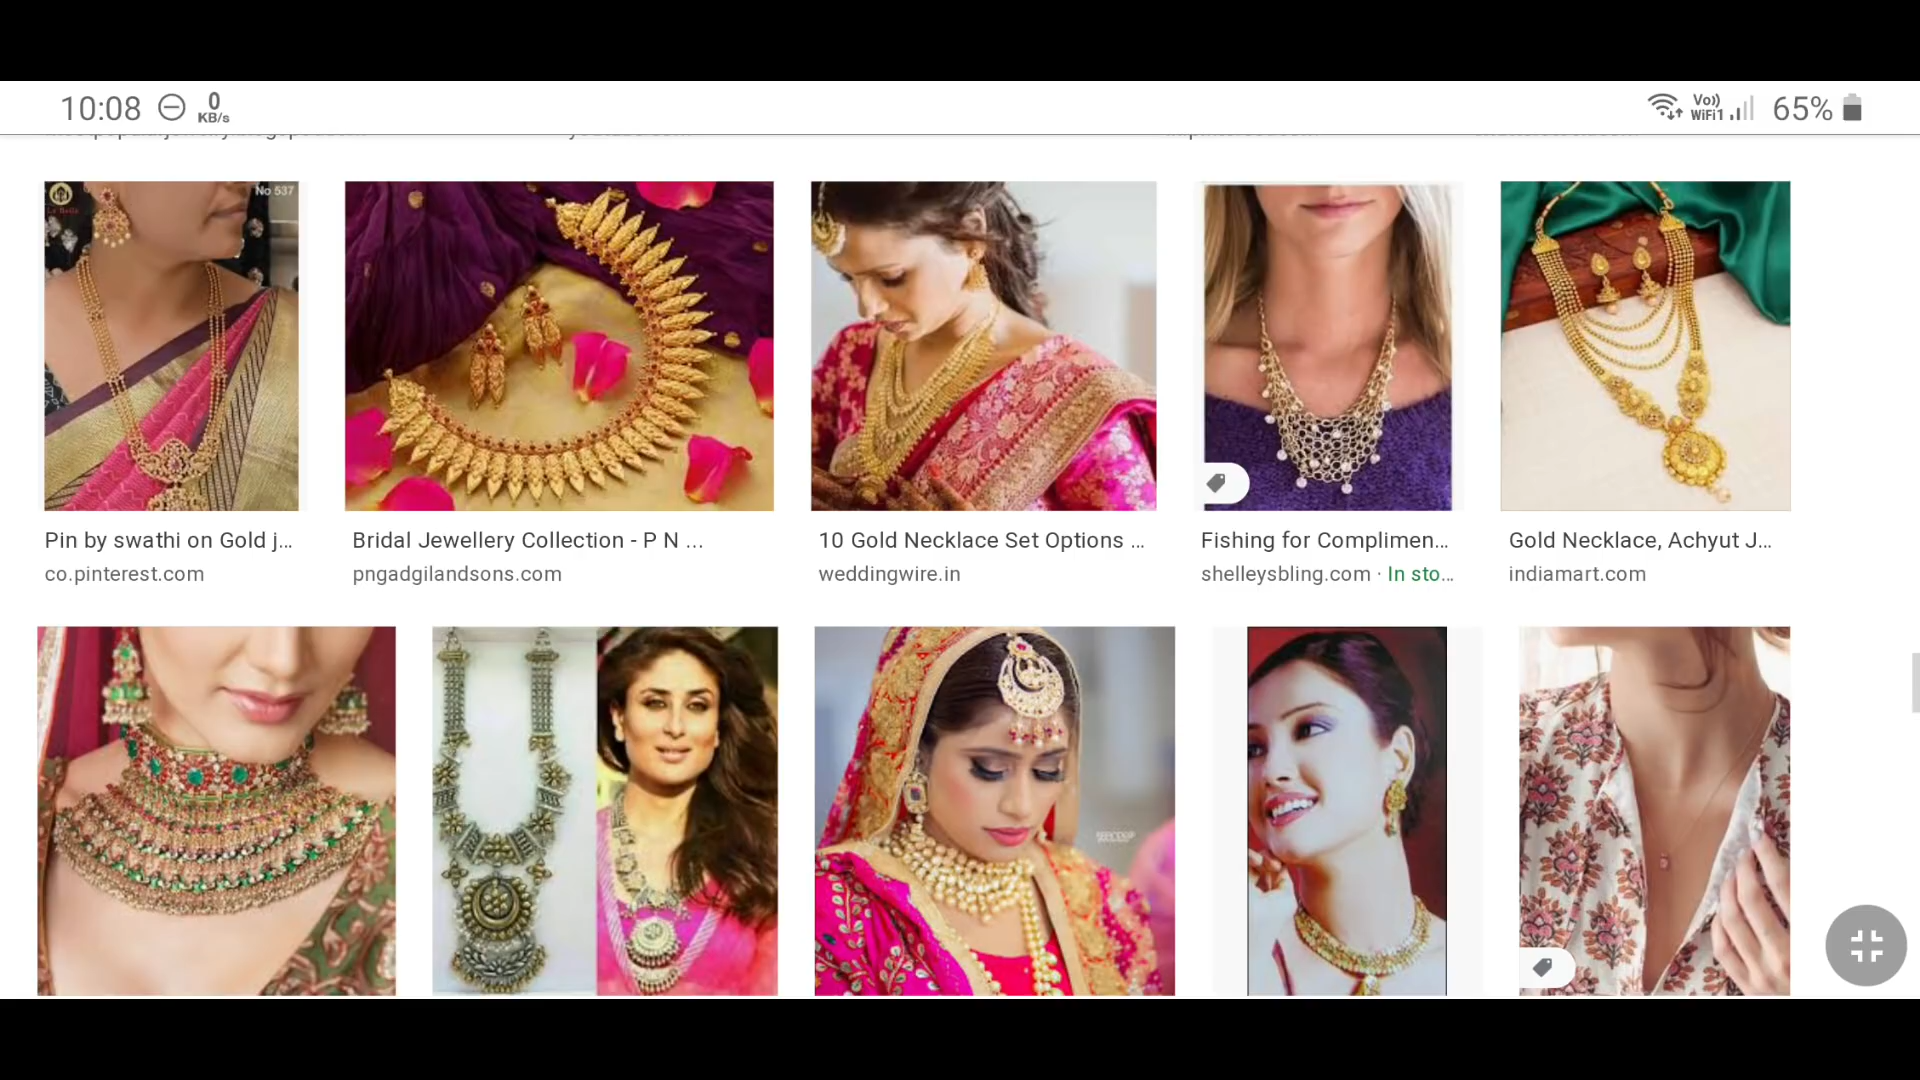 10:08 0 KB/s Vo)) WiFi1 65%
No 537
Pin by swathi on Gold j...
co.pinterest.com
Bridal Jewellery Collection - P N ...
pngadgilandsons.com
10 Gold Necklace Set Options ...
weddingwire.in
Fishing for Complimen...
shelleysbling.com · In sto...
Gold Necklace, Achyut J...
indiamart.com